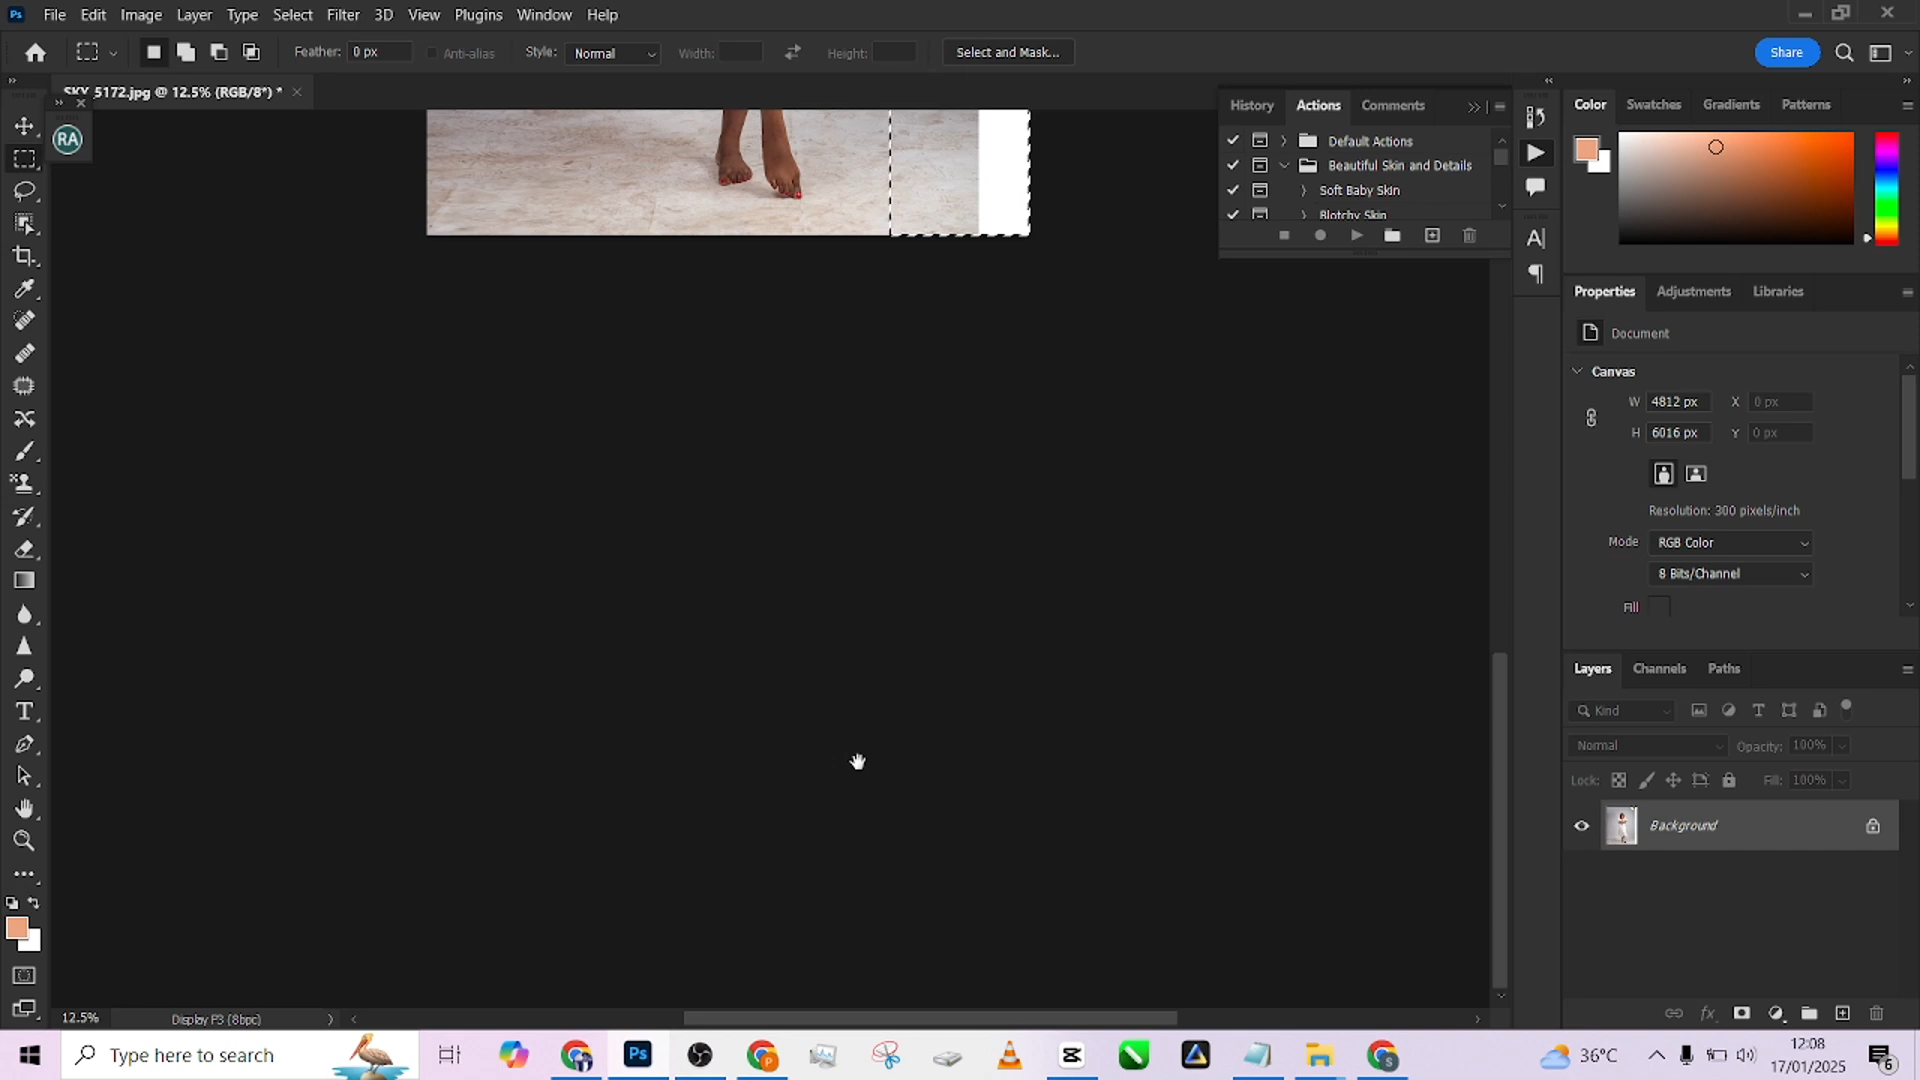 Ps File Edit Image Layer Type Select Filter 3D View Plugins Window Help
Feather: 0 px Anti-alias Style: Normal Width: Height: Select and Mask... Share
SKY_5172.jpg @ 12.5% (RGB/8*) *
RA
History Actions Comments
Default Actions
Beautiful Skin and Details
Soft Baby Skin
Blotchy Skin
Color Swatches Gradients Patterns
Properties Adjustments Libraries
Document
Canvas
W 4812 px X 0 px
H 6016 px Y 0 px
Resolution: 300 pixels/inch
Mode RGB Color
8 Bits/Channel
Fill
Layers Channels Paths
Kind
Normal Opacity: 100%
Lock: Fill: 100%
Background
12.5% Display P3 (8bpc)
Type here to search
36°C
12:08
17/01/2025
6